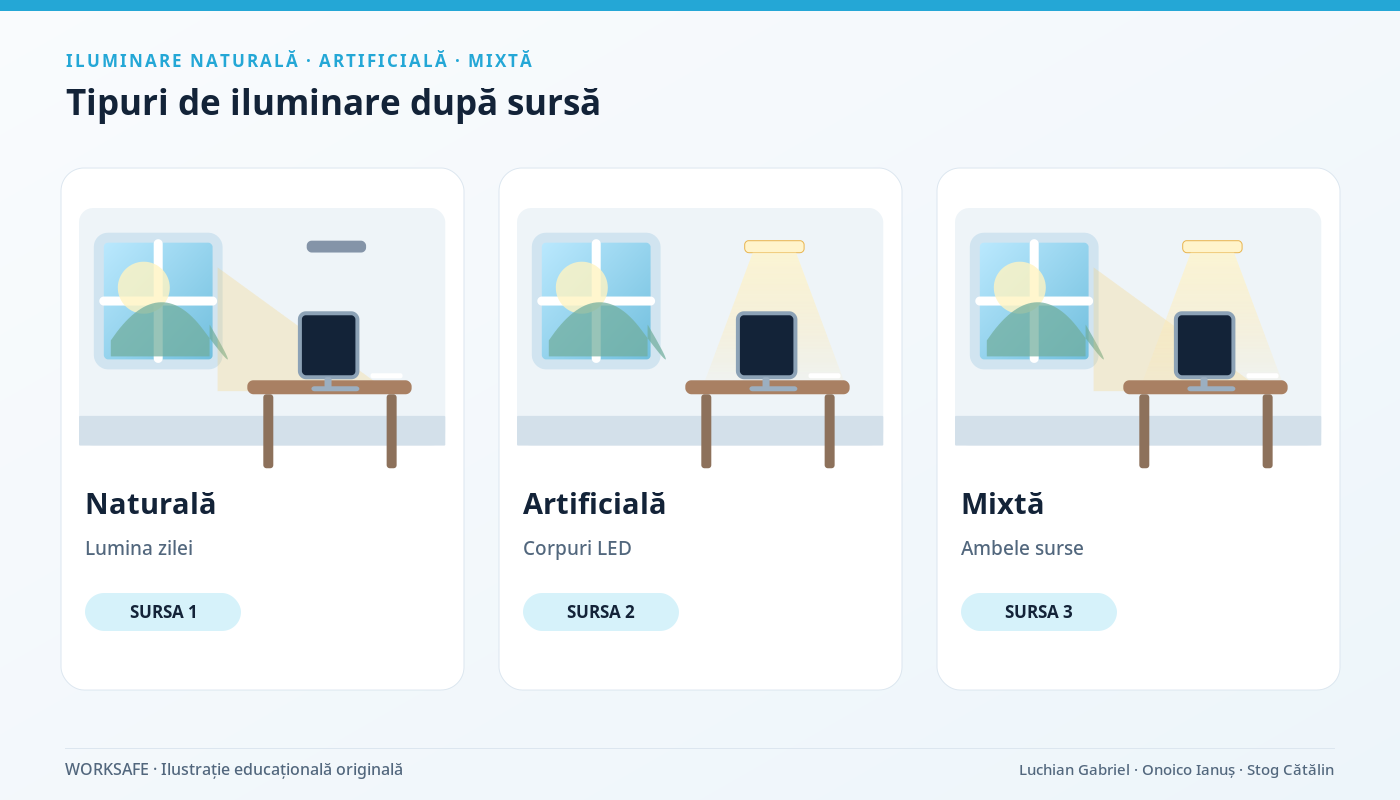 ILUMINARE NATURALĂ · ARTIFICIALĂ · MIXTĂ
Tipuri de iluminare după sursă
Naturală
Lumina zilei
SURSA 1
Artificială
Corpuri LED
SURSA 2
Mixtă
Ambele surse
SURSA 3
WORKSAFE · Ilustrație educațională originală
Luchian Gabriel · Onoico Ianuș · Stog Cătălin